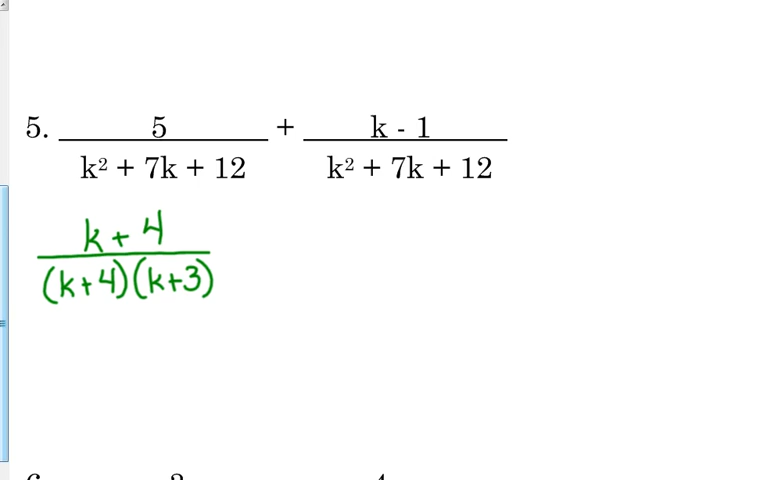 5. 5 + k - 1
k² + 7k + 12 k² + 7k + 12
k + 4
(k+4)(k+3)